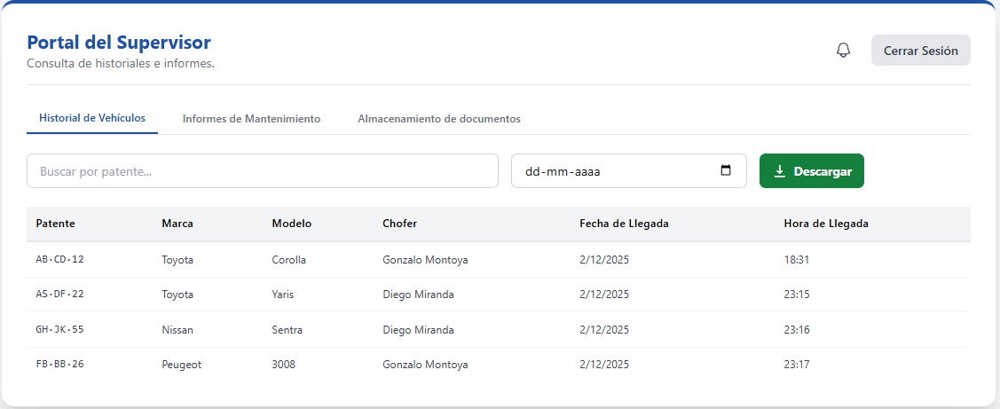 Portal del Supervisor
Consulta de historiales e informes.
Cerrar Sesión
Historial de Vehículos Informes de Mantenimiento Almacenamiento de documentos
Buscar por patente... dd-mm-aaaa Descargar
Patente Marca Modelo Chofer Fecha de Llegada Hora de Llegada
AB·CD·12 Toyota Corolla Gonzalo Montoya 2/12/2025 18:31
AS·DF·22 Toyota Yaris Diego Miranda 2/12/2025 23:15
GH·JK·55 Nissan Sentra Diego Miranda 2/12/2025 23:16
FB·BB·26 Peugeot 3008 Gonzalo Montoya 2/12/2025 23:17